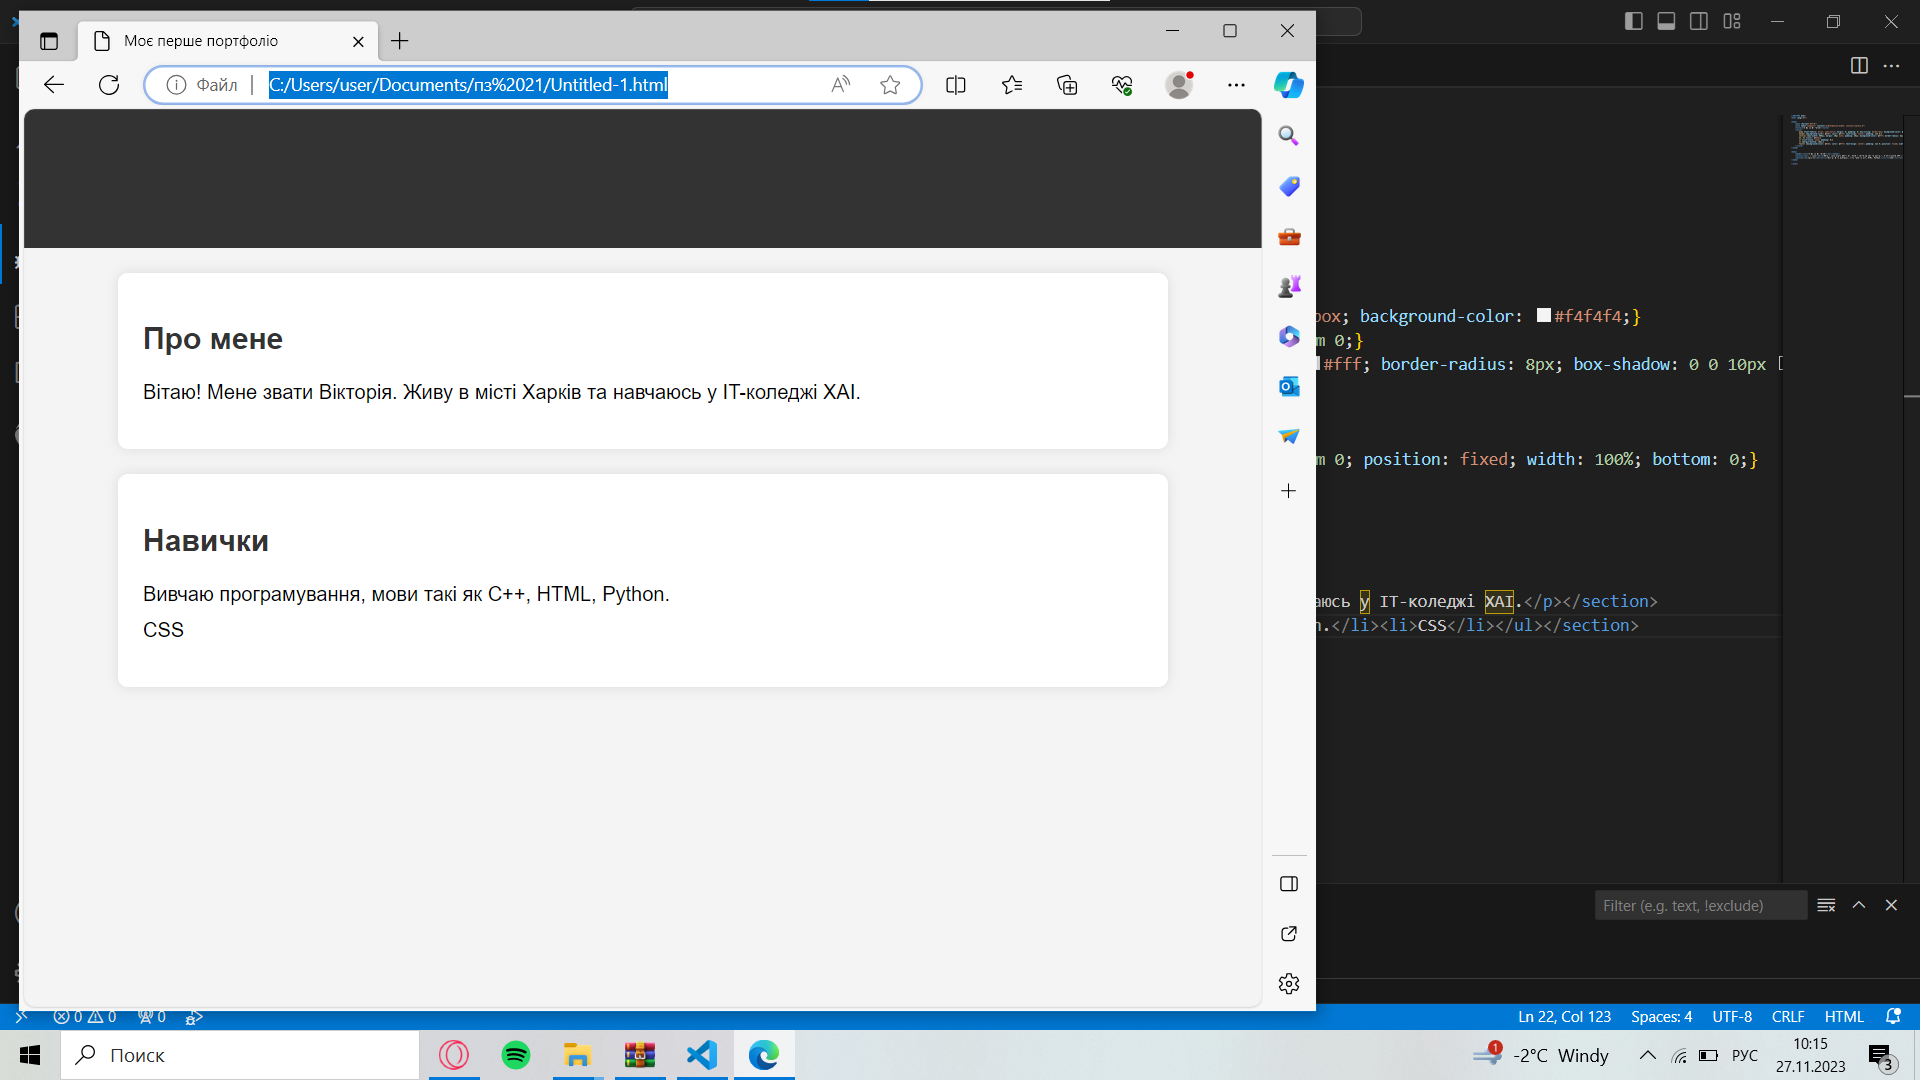 Моє перше портфоліо
Файл
C:/Users/user/Documents/пз%2021/Untitled-1.html
Про мене
Вітаю! Мене звати Вікторія. Живу в місті Харків та навчаюсь у ІТ-коледжі ХАІ.
Навички
Вивчаю програмування, мови такі як C++, HTML, Python.
CSS
box; background-color: #f4f4f4;}
m 0;}
#fff; border-radius: 8px; box-shadow: 0 0 10px
m 0; position: fixed; width: 100%; bottom: 0;}
аюсь у ІТ-коледжі ХАІ.</p></section>
n.</li><li>CSS</li></ul></section>
Filter (e.g. text, !exclude)
0 0 0
Ln 22, Col 123 Spaces: 4 UTF-8 CRLF HTML
Поиск
1 -2°C Windy
РУС
10:15
27.11.2023
3